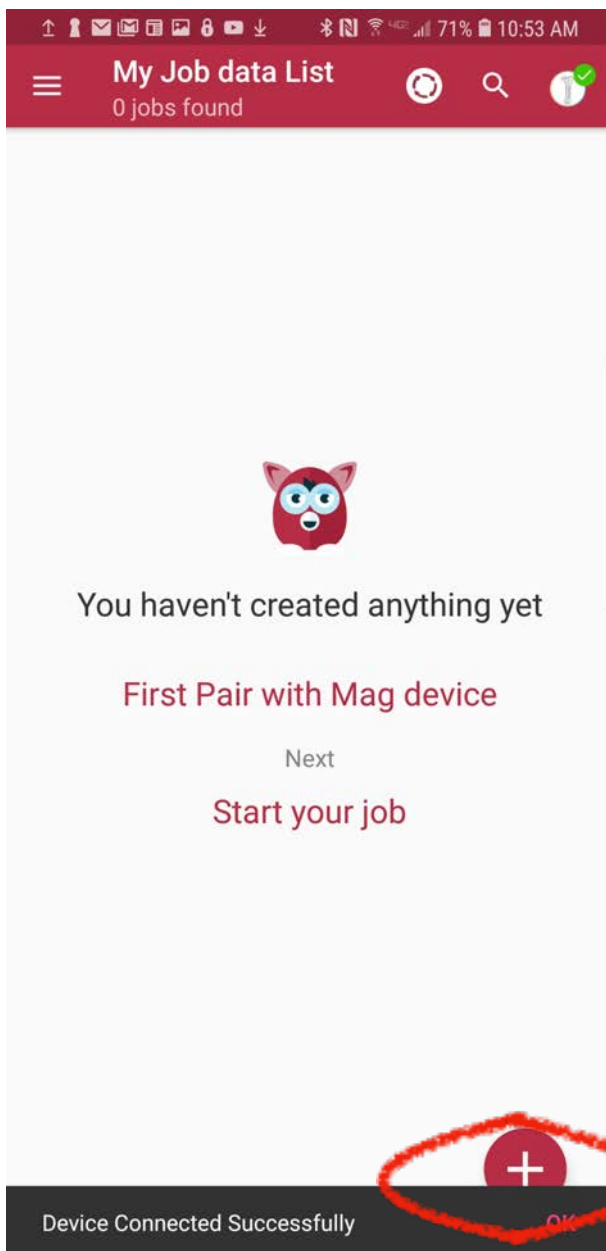 71% 10:53 AM
My Job data List
0 jobs found
You haven't created anything yet
First Pair with Mag device
Next
Start your job
+
Device Connected Successfully OK